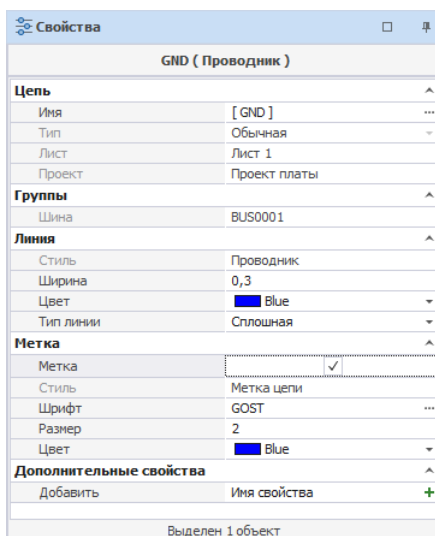 Свойства
GND ( Проводник )
Цепь
Имя [ GND ] ...
Тип Обычная
Лист Лист 1
Проект Проект платы
Группы
Шина BUS0001
Линия
Стиль Проводник
Ширина 0,3
Цвет Blue
Тип линии Сплошная
Метка
Метка ✓
Стиль Метка цепи
Шрифт GOST ...
Размер 2
Цвет Blue
Дополнительные свойства
Добавить Имя свойства +
Выделен 1 объект